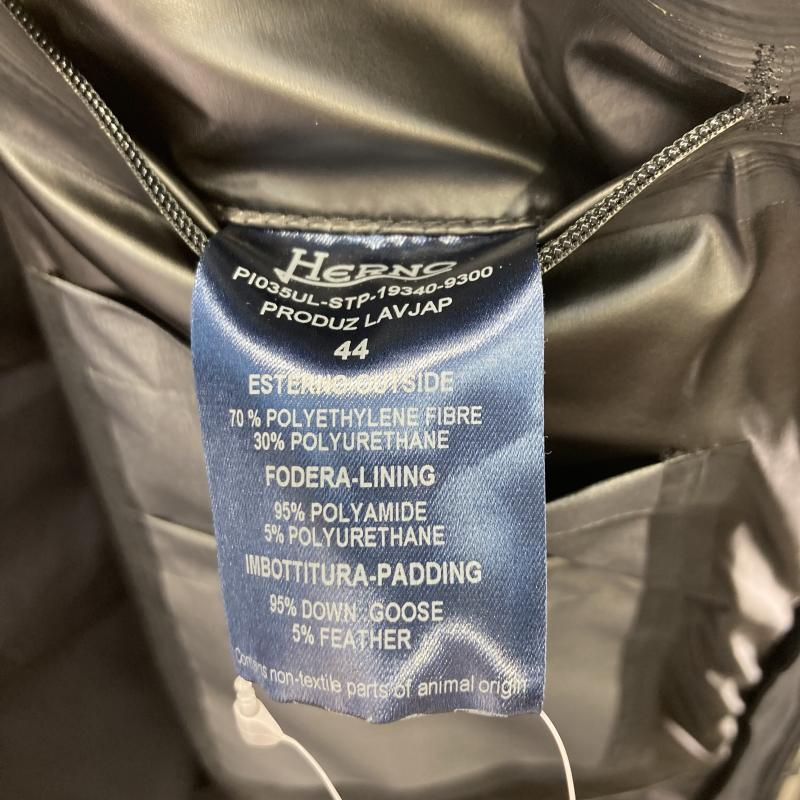 HERNO
PI035UL-STP-19340-9300
PRODUZ LAVJAP
44
ESTERNO-OUTSIDE
70 % POLYETHYLENE FIBRE
30% POLYURETHANE
FODERA-LINING
95% POLYAMIDE
5% POLYURETHANE
IMBOTTITURA-PADDING
95% DOWN GOOSE
5% FEATHER
Contains non-textile parts of animal origin